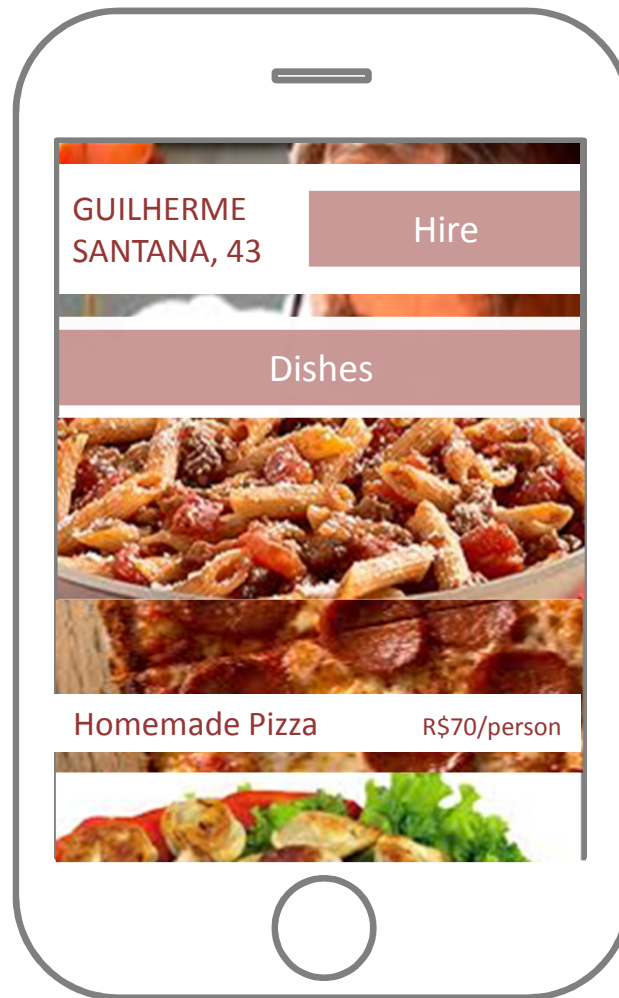 GUILHERME
SANTANA, 43
Hire
Dishes
Homemade Pizza
R$70/person